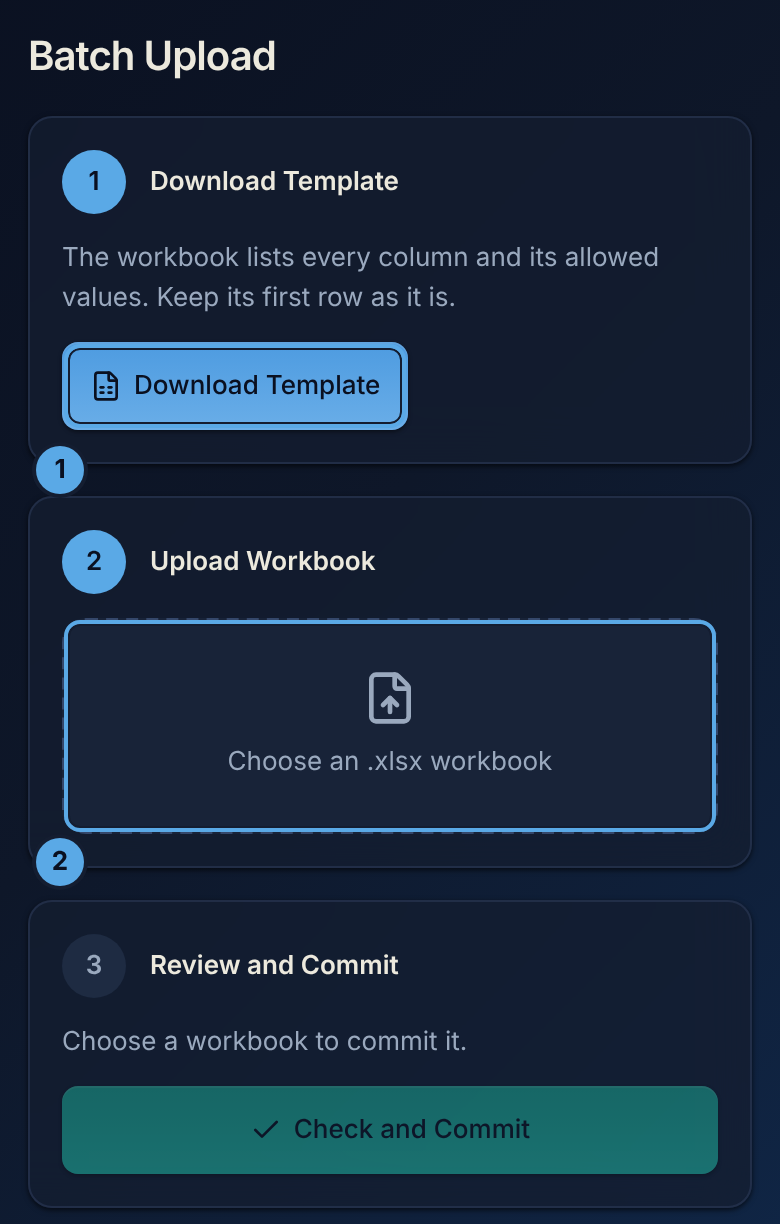 Batch Upload
1 Download Template
The workbook lists every column and its allowed
values. Keep its first row as it is.
Download Template
1
2 Upload Workbook
Choose an .xlsx workbook
2
3 Review and Commit
Choose a workbook to commit it.
Check and Commit